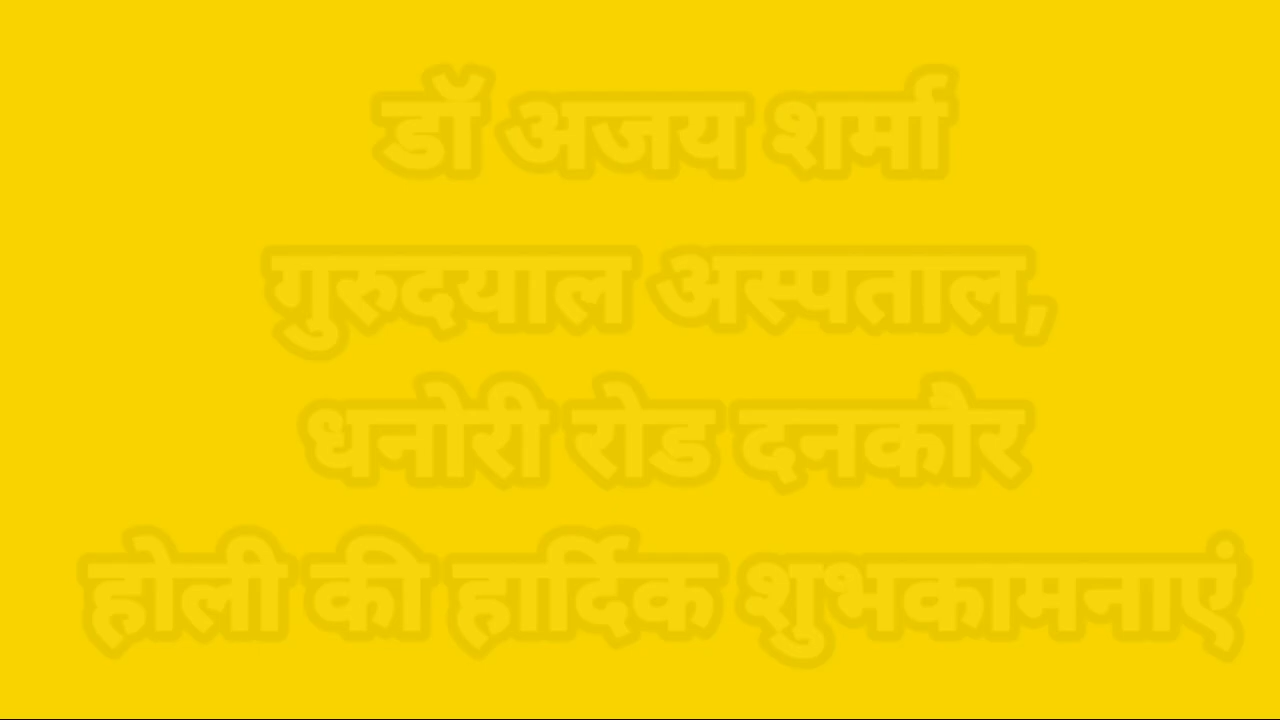 डॉ अजय शर्मा
गुरुदयाल अस्पताल,
धनोरी रोड दनकौर
होली की हार्दिक शुभकामनाएं